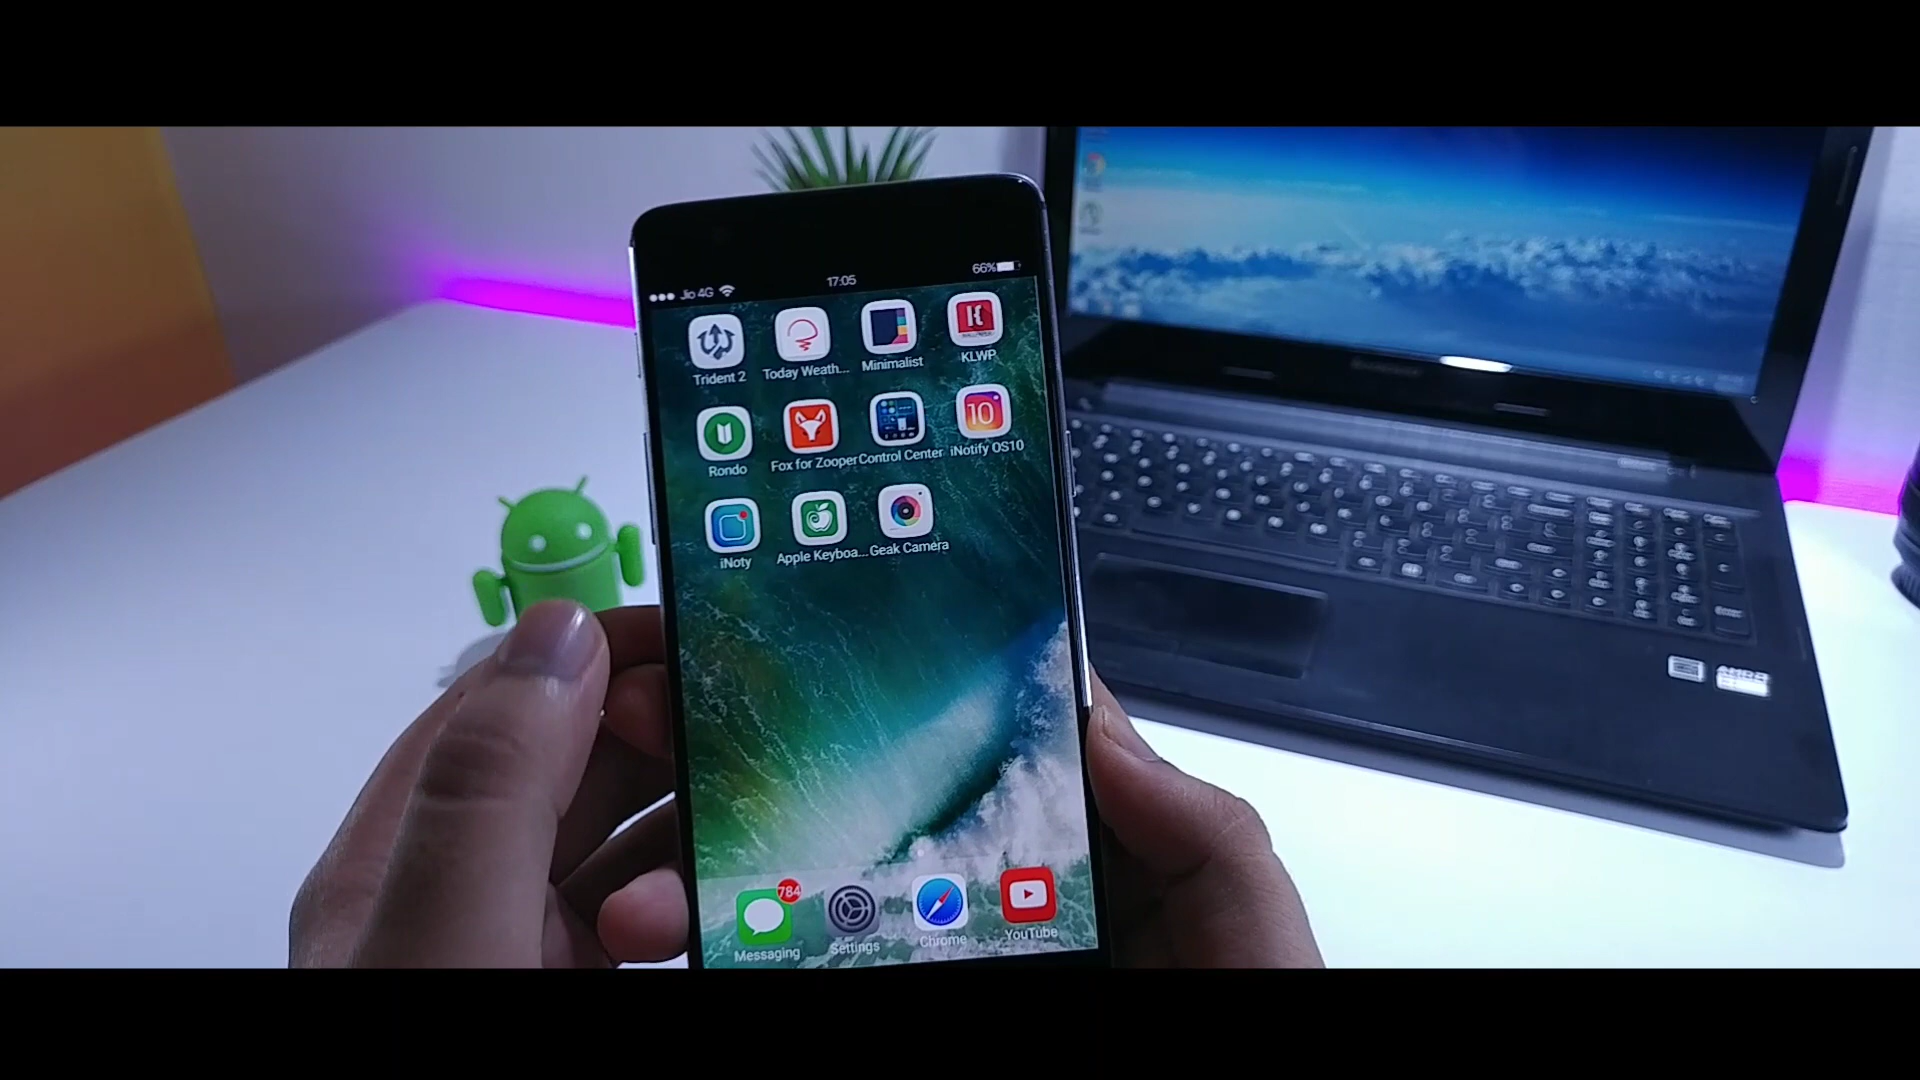 Jio 4G 17:05 66%
Trident 2 Today Weath... Minimalist KLWP
Rondo Fox for Zooper Control Center iNotify OS10
10
iNoty Apple Keyboa... Geak Camera
784
Messaging Settings Chrome YouTube